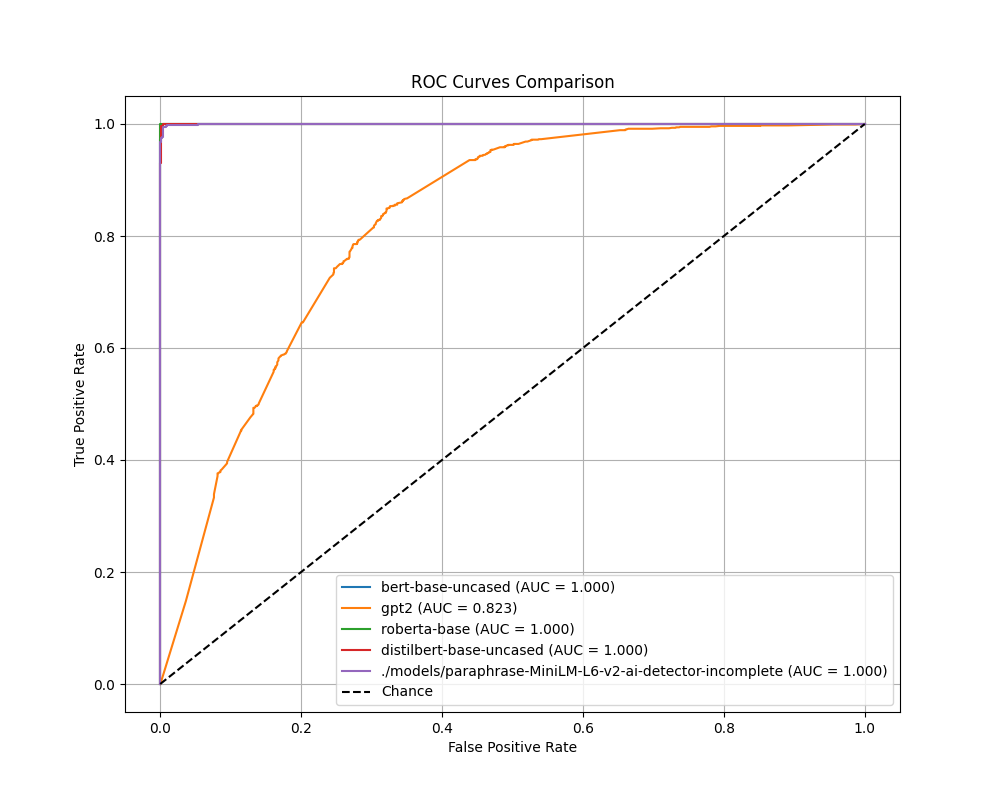 ROC Curves Comparison
True Positive Rate
1.0
0.8
0.6
0.4
0.2
0.0
bert-base-uncased (AUC = 1.000)
gpt2 (AUC = 0.823)
roberta-base (AUC = 1.000)
distilbert-base-uncased (AUC = 1.000)
./models/paraphrase-MiniLM-L6-v2-ai-detector-incomplete (AUC = 1.000)
Chance
0.0 0.2 0.4 0.6 0.8 1.0
False Positive Rate